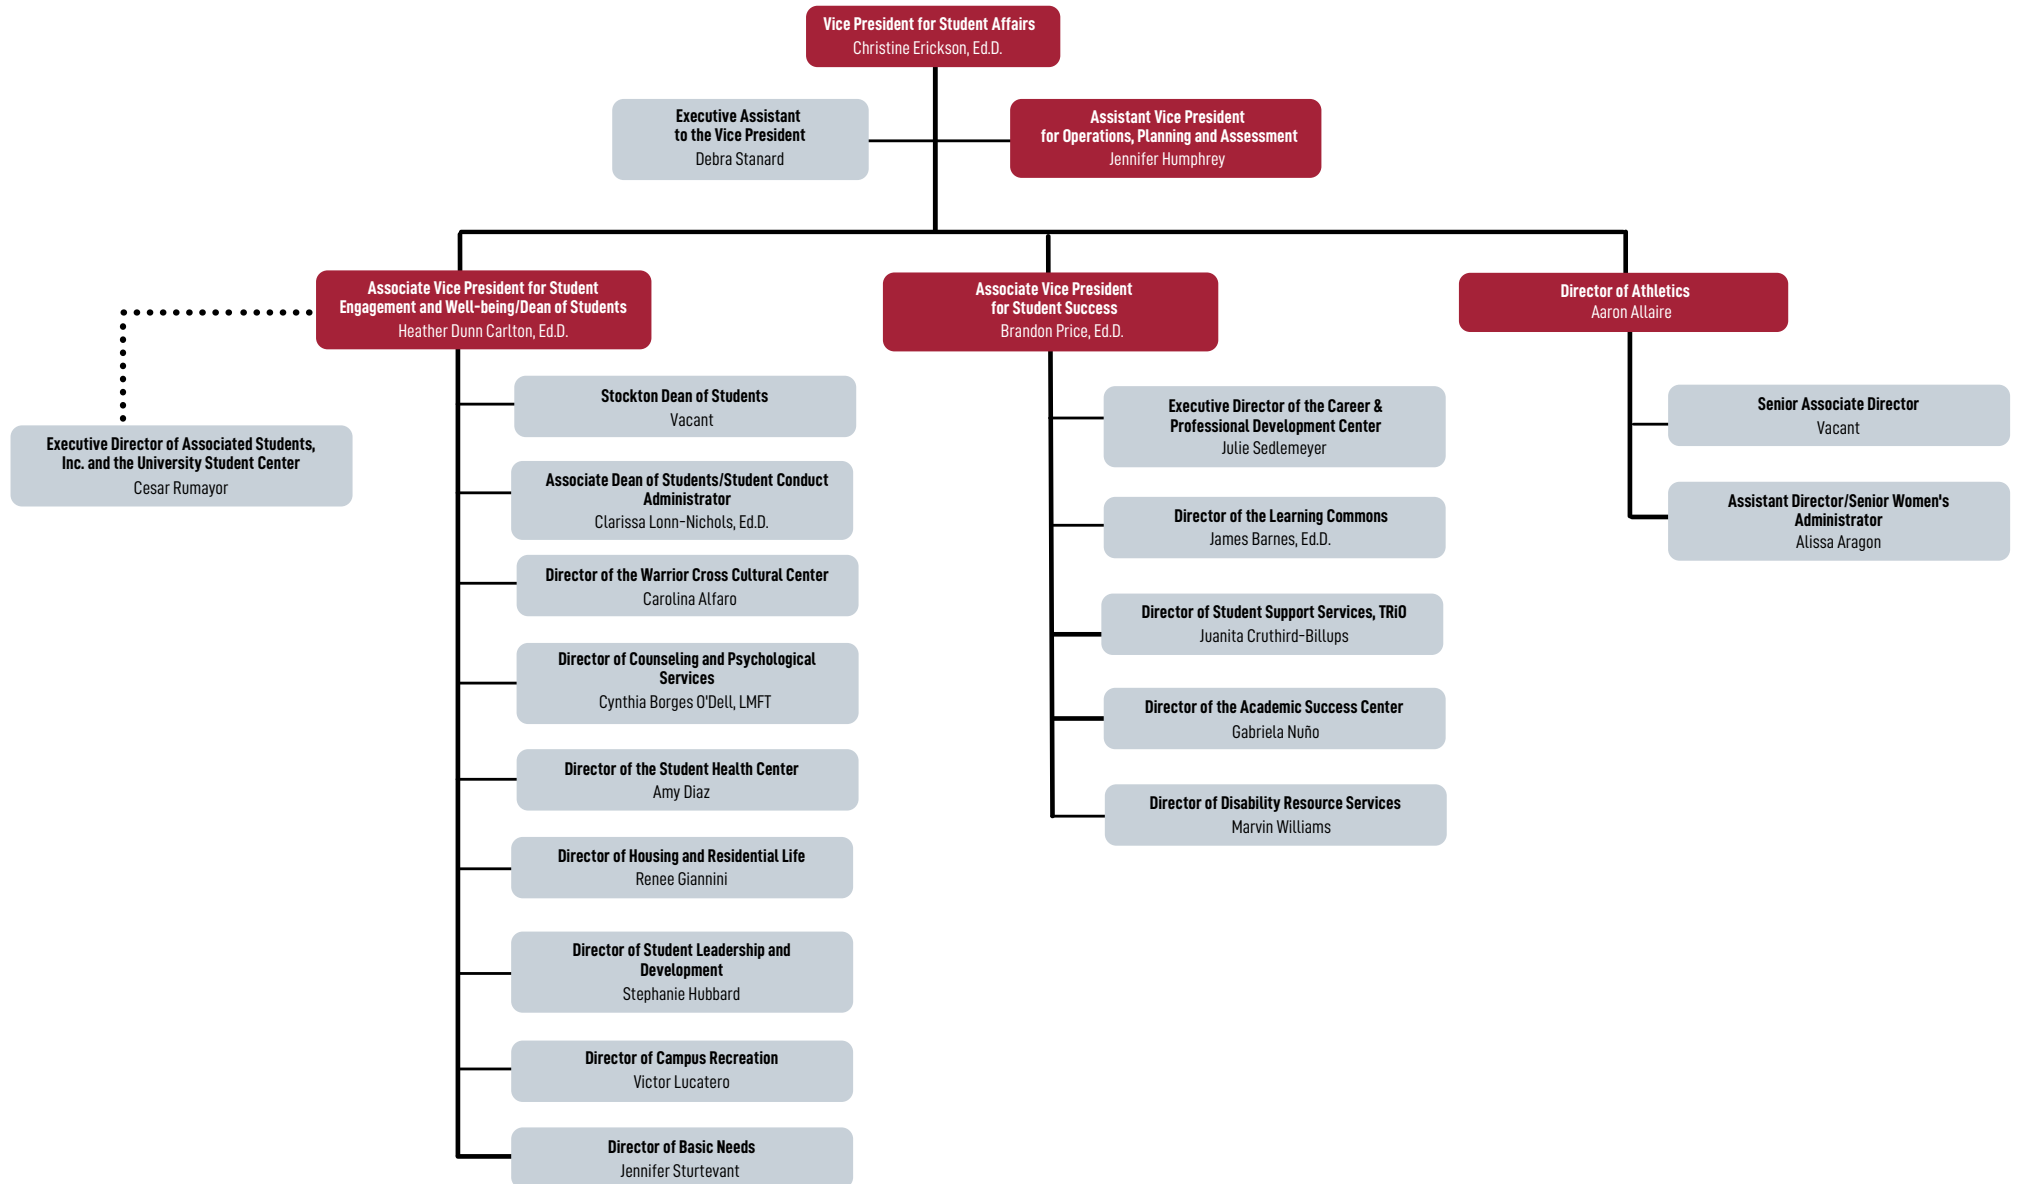 Vice President for Student Affairs
Christine Erickson, Ed.D.
Executive Assistant
to the Vice President
Debra Stanard
Assistant Vice President
for Operations, Planning and Assessment
Jennifer Humphrey
Associate Vice President for Student
Engagement and Well-being/Dean of Students
Heather Dunn Carlton, Ed.D.
Associate Vice President
for Student Success
Brandon Price, Ed.D.
Director of Athletics
Aaron Allaire
Executive Director of Associated Students,
Inc. and the University Student Center
Cesar Rumayor
Stockton Dean of Students
Vacant
Associate Dean of Students/Student Conduct
Administrator
Clarissa Lonn-Nichols, Ed.D.
Director of the Warrior Cross Cultural Center
Carolina Alfaro
Director of Counseling and Psychological
Services
Cynthia Borges O'Dell, LMFT
Director of the Student Health Center
Amy Diaz
Director of Housing and Residential Life
Renee Giannini
Director of Student Leadership and
Development
Stephanie Hubbard
Director of Campus Recreation
Victor Lucatero
Director of Basic Needs
Jennifer Sturtevant
Executive Director of the Career &
Professional Development Center
Julie Sedlemeyer
Director of the Learning Commons
James Barnes, Ed.D.
Director of Student Support Services, TRiO
Juanita Cruthird-Billups
Director of the Academic Success Center
Gabriela Nuño
Director of Disability Resource Services
Marvin Williams
Senior Associate Director
Vacant
Assistant Director/Senior Women's
Administrator
Alissa Aragon